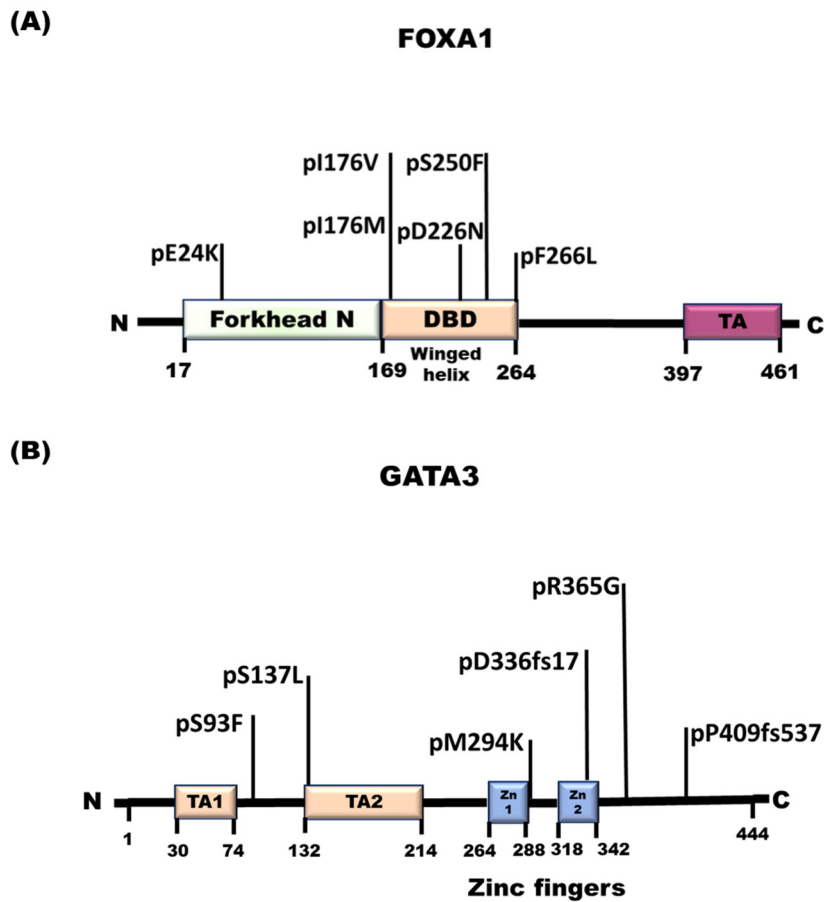 (A)
FOXA1
pI176V pS250F
pI176M pD226N
pE24K pF266L
N Forkhead N DBD TA C
Winged
helix
17 169 264 397 461
(B)
GATA3
pR365G
pD336fs17
pS137L
pS93F pM294K pP409fs537
N TA1 TA2 Zn 1 Zn 2 C
1 30 74 132 214 264 288 318 342 444
Zinc fingers